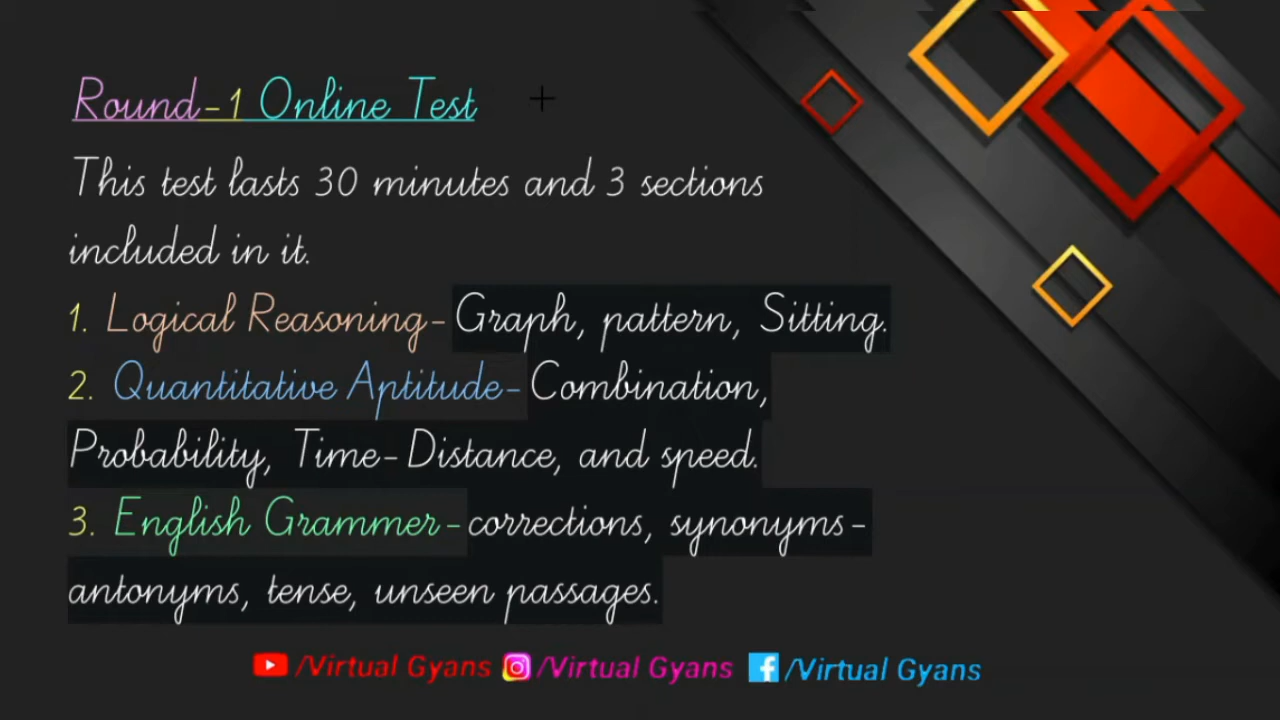 Round-1 Online Test
This test lasts 30 minutes and 3 sections
included in it.
1. Logical Reasoning- Graph, pattern, Sitting.
2. Quantitative Aptitude- Combination,
Probability, Time-Distance, and speed.
3. English Grammer- corrections, synonyms-
antonyms, tense, unseen passages.
/Virtual Gyans /Virtual Gyans /Virtual Gyans